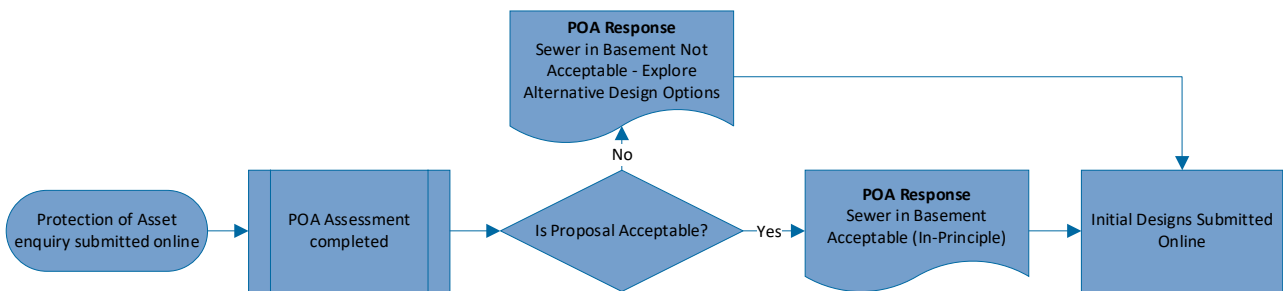 POA Response
Sewer in Basement Not
Acceptable - Explore
Alternative Design Options
No
Protection of Asset
enquiry submitted online
POA Assessment
completed
Is Proposal Acceptable?
Yes
POA Response
Sewer in Basement
Acceptable (In-Principle)
Initial Designs Submitted
Online